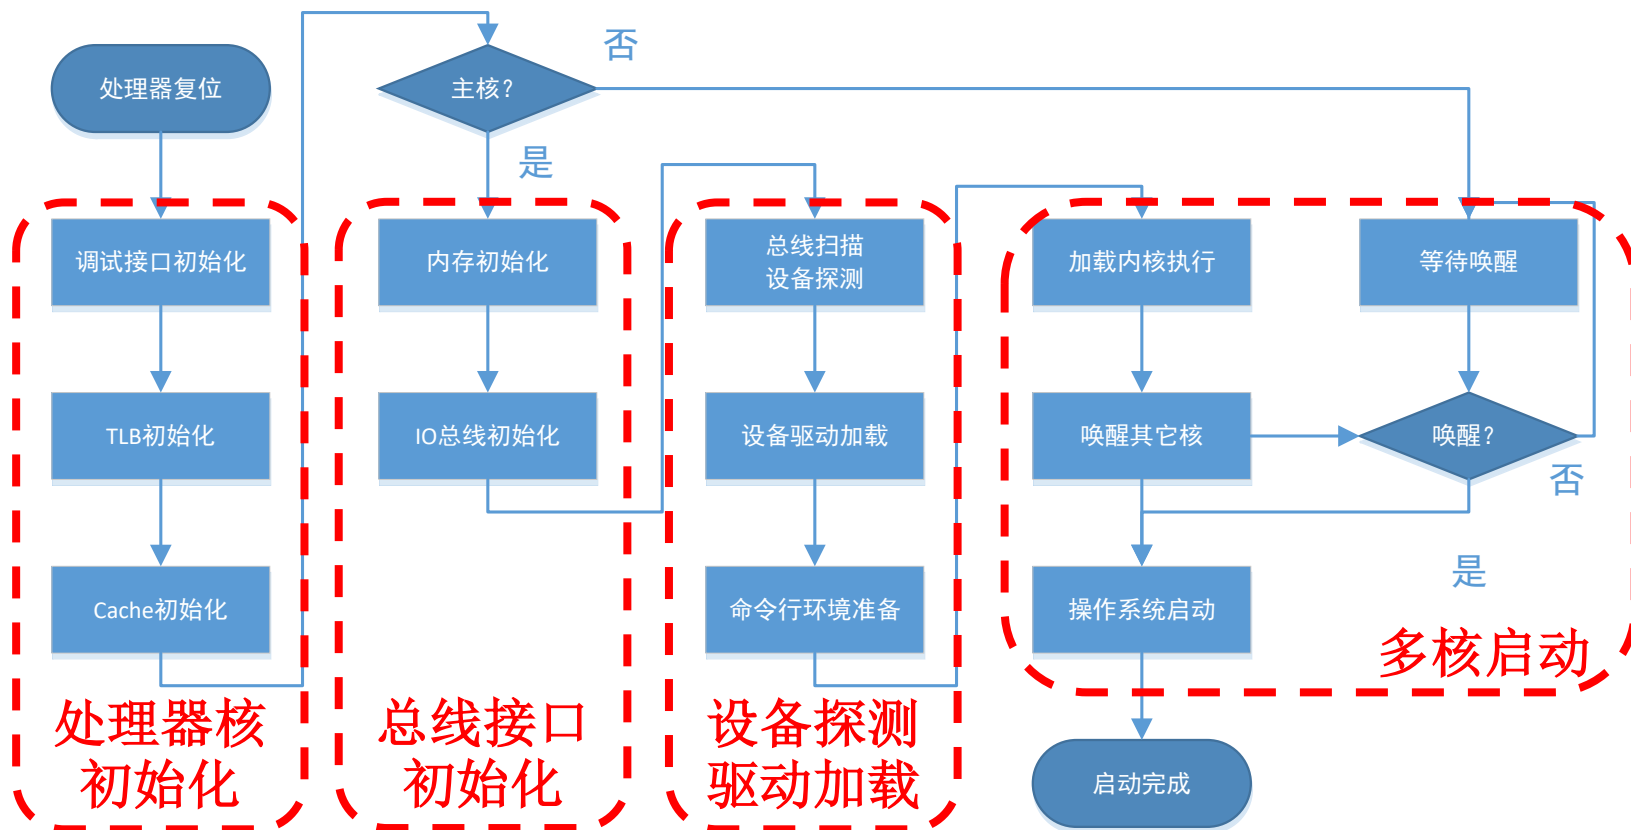 处理器复位
主核？
否
是
调试接口初始化
TLB初始化
Cache初始化
处理器核
初始化
内存初始化
IO总线初始化
总线接口
初始化
总线扫描
设备探测
设备驱动加载
命令行环境准备
设备探测
驱动加载
加载内核执行
等待唤醒
唤醒其它核
唤醒？
否
是
操作系统启动
多核启动
启动完成